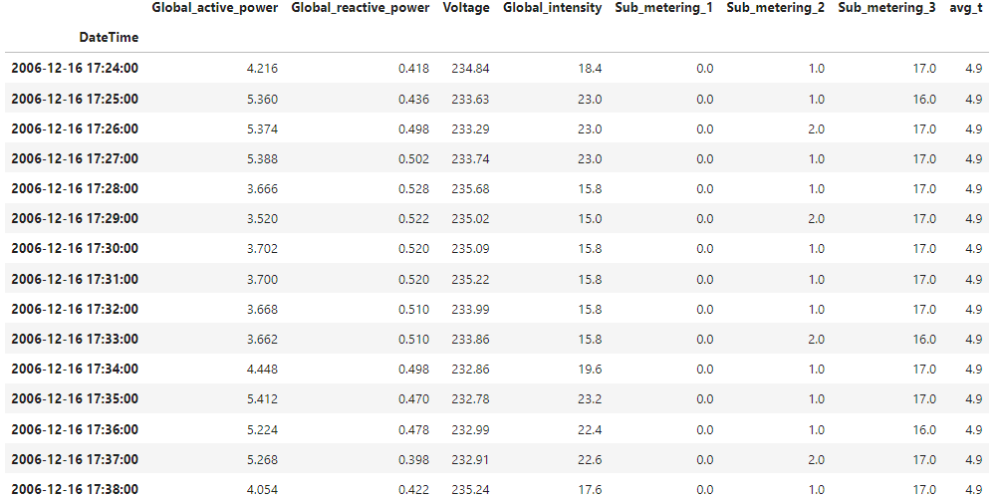 Global_active_power Global_reactive_power Voltage Global_intensity Sub_metering_1 Sub_metering_2 Sub_metering_3 avg_t
DateTime
2006-12-16 17:24:00 4.216 0.418 234.84 18.4 0.0 1.0 17.0 4.9
2006-12-16 17:25:00 5.360 0.436 233.63 23.0 0.0 1.0 16.0 4.9
2006-12-16 17:26:00 5.374 0.498 233.29 23.0 0.0 2.0 17.0 4.9
2006-12-16 17:27:00 5.388 0.502 233.74 23.0 0.0 1.0 17.0 4.9
2006-12-16 17:28:00 3.666 0.528 235.68 15.8 0.0 1.0 17.0 4.9
2006-12-16 17:29:00 3.520 0.522 235.02 15.0 0.0 2.0 17.0 4.9
2006-12-16 17:30:00 3.702 0.520 235.09 15.8 0.0 1.0 17.0 4.9
2006-12-16 17:31:00 3.700 0.520 235.22 15.8 0.0 1.0 17.0 4.9
2006-12-16 17:32:00 3.668 0.510 233.99 15.8 0.0 1.0 17.0 4.9
2006-12-16 17:33:00 3.662 0.510 233.86 15.8 0.0 2.0 16.0 4.9
2006-12-16 17:34:00 4.448 0.498 232.86 19.6 0.0 1.0 17.0 4.9
2006-12-16 17:35:00 5.412 0.470 232.78 23.2 0.0 1.0 17.0 4.9
2006-12-16 17:36:00 5.224 0.478 232.99 22.4 0.0 1.0 16.0 4.9
2006-12-16 17:37:00 5.268 0.398 232.91 22.6 0.0 2.0 17.0 4.9
2006-12-16 17:38:00 4.054 0.422 235.24 17.6 0.0 1.0 17.0 4.9